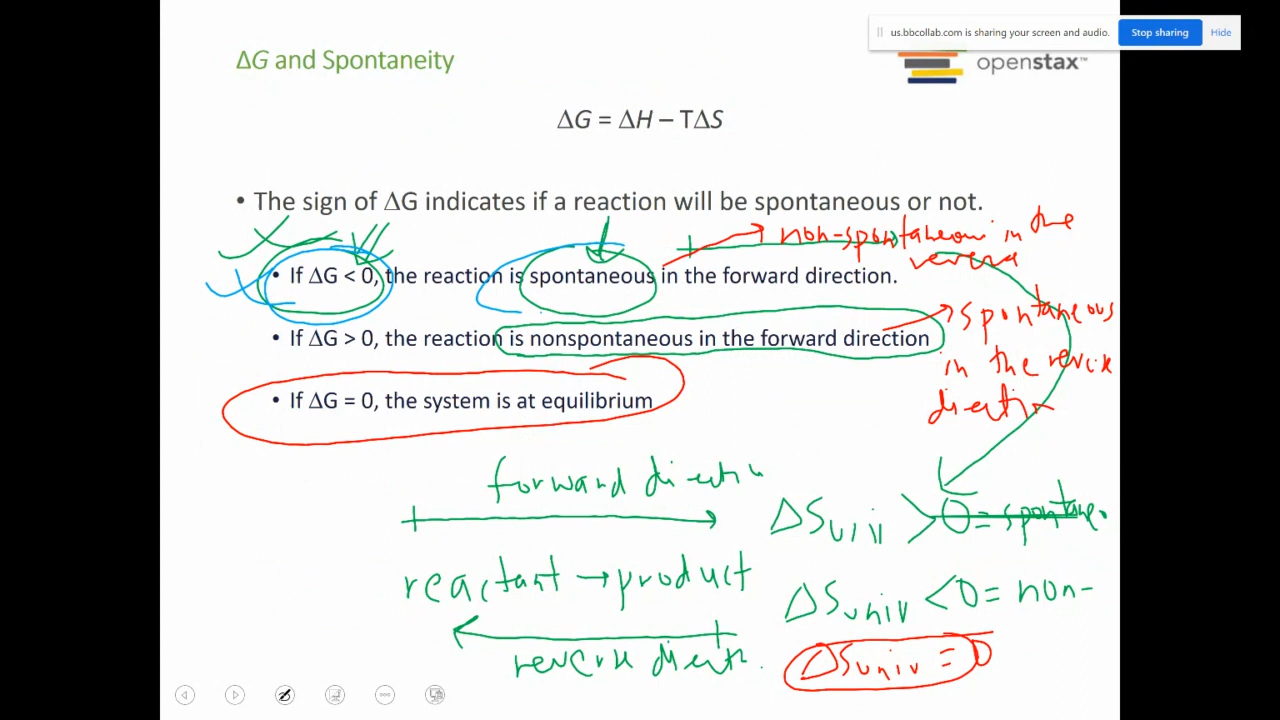 us.bbcollab.com is sharing your screen and audio.
Stop sharing
Hide
ΔG and Spontaneity
openstax™
ΔG = ΔH – TΔS
• The sign of ΔG indicates if a reaction will be spontaneous or not.
non-spontaneous in the
reverse
• If ΔG < 0, the reaction is spontaneous in the forward direction.
spontaneous
• If ΔG > 0, the reaction is nonspontaneous in the forward direction
in the reverse
direction
• If ΔG = 0, the system is at equilibrium
forward directi
ΔSuniv > 0 = spontane
reactant → product
ΔSuniv < 0 = non-
reverse direct
ΔSuniv = 0